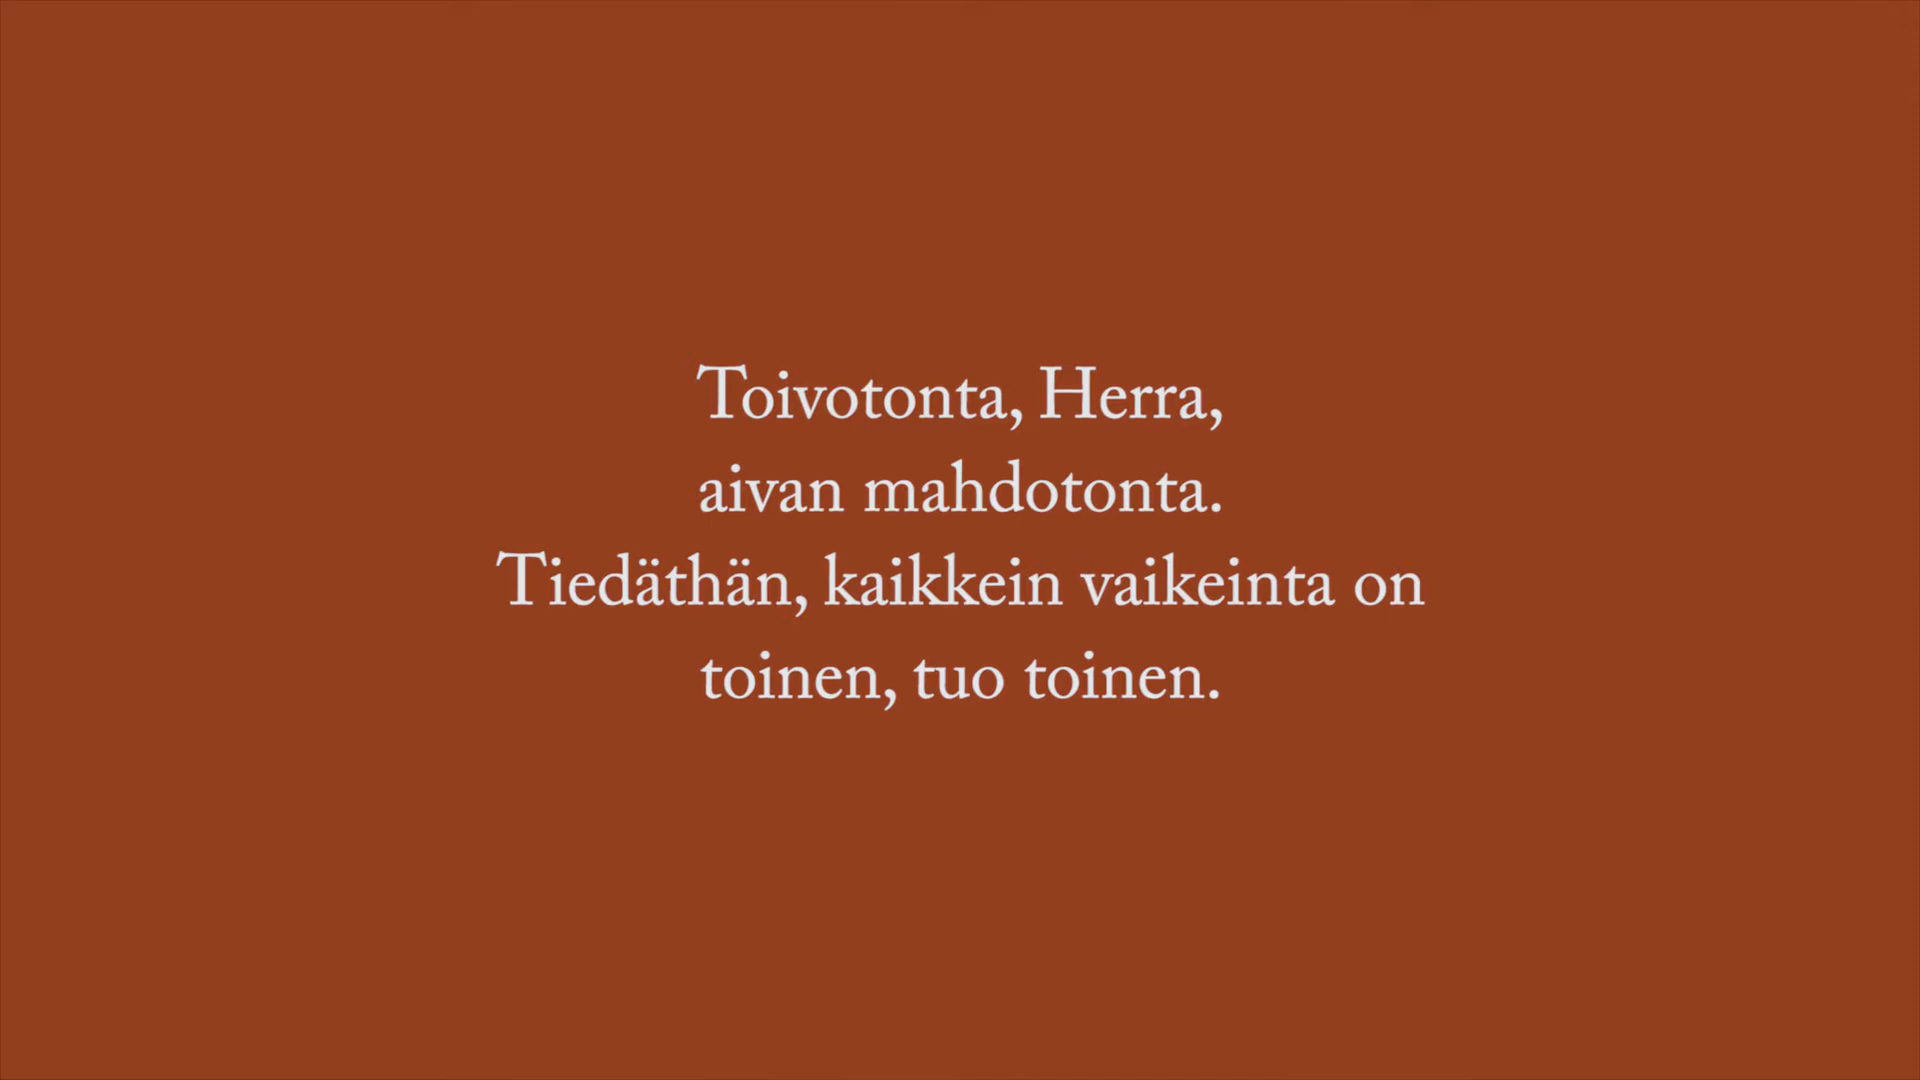 Toivotonta, Herra,
aivan mahdotonta.
Tiedäthän, kaikkein vaikeinta on
toinen, tuo toinen.